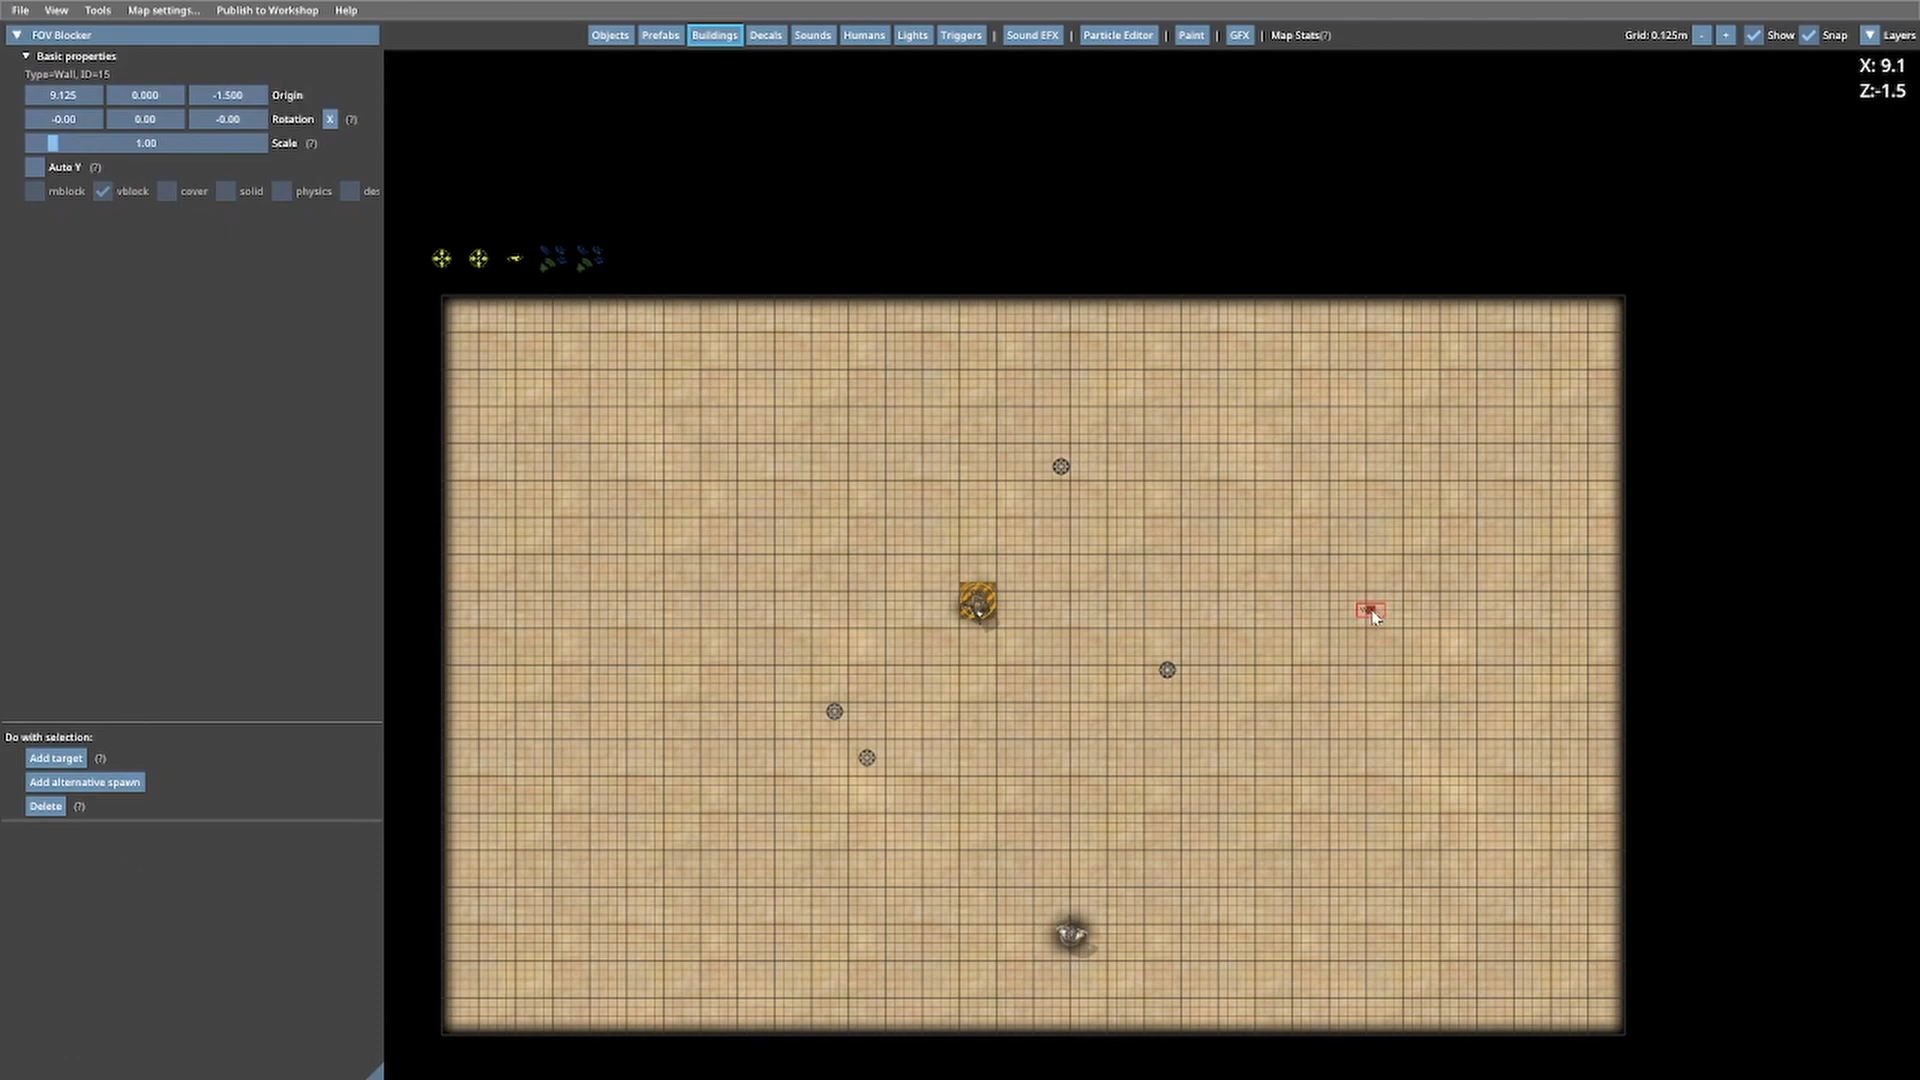 File View Tools Map settings... Publish to Workshop Help
FOV Blocker
Objects Prefabs Buildings Decals Sounds Humans Lights Triggers | Sound EFX | Particle Editor | Paint | GFX | Map Stats(?)
Grid: 0.125m - + Show Snap Layers
X: 9.1
Z:-1.5
Basic properties
Type=Wall, ID=15
9.125 0.000 -1.500 Origin
-0.00 0.00 -0.00 Rotation X (?)
1.00 Scale (?)
Auto Y (?)
mblock vblock cover solid physics des
Do with selection:
Add target (?)
Add alternative spawn
Delete (?)